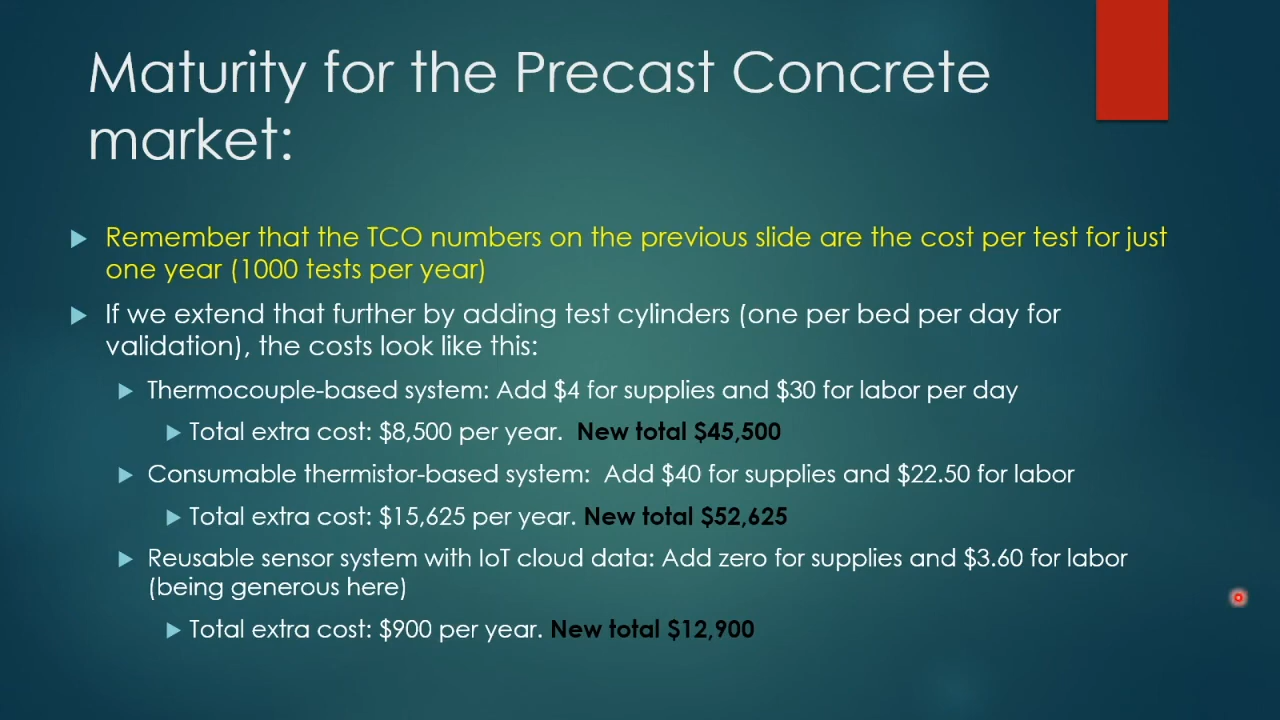 Maturity for the Precast Concrete
market:
Remember that the TCO numbers on the previous slide are the cost per test for just
one year (1000 tests per year)
If we extend that further by adding test cylinders (one per bed per day for
validation), the costs look like this:
Thermocouple-based system: Add $4 for supplies and $30 for labor per day
Total extra cost: $8,500 per year. New total $45,500
Consumable thermistor-based system: Add $40 for supplies and $22.50 for labor
Total extra cost: $15,625 per year. New total $52,625
Reusable sensor system with IoT cloud data: Add zero for supplies and $3.60 for labor
(being generous here)
Total extra cost: $900 per year. New total $12,900